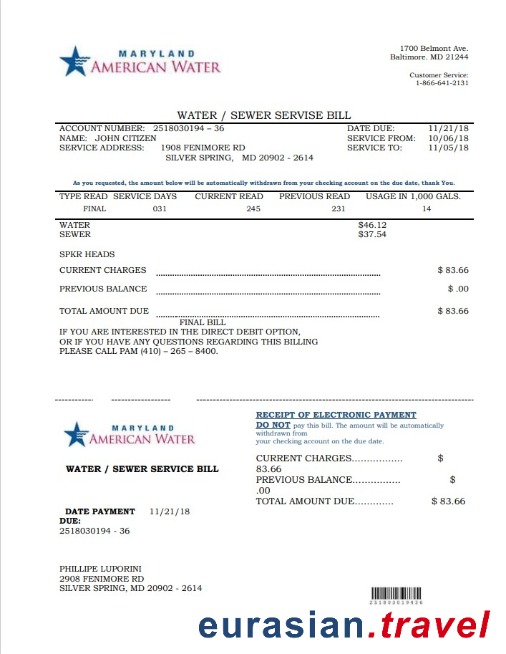 MARYLAND
AMERICAN WATER
1700 Belmont Ave.
Baltimore. MD 21244
Customer Service:
1-866-641-2131
WATER / SEWER SERVISE BILL
ACCOUNT NUMBER: 2518030194 – 36 DATE DUE: 11/21/18
NAME: JOHN CITIZEN SERVICE FROM: 10/06/18
SERVICE ADDRESS: 1908 FENIMORE RD SERVICE TO: 11/05/18
SILVER SPRING, MD 20902 - 2614
As you requested, the amount below will be automatically withdrawn from your checking account on the due date, thank You.
TYPE READ SERVICE DAYS CURRENT READ PREVIOUS READ USAGE IN 1,000 GALS.
FINAL 031 245 231 14
WATER $46.12
SEWER $37.54
SPKR HEADS
CURRENT CHARGES $ 83.66
PREVIOUS BALANCE $ .00
TOTAL AMOUNT DUE $ 83.66
FINAL BILL
IF YOU ARE INTERESTED IN THE DIRECT DEBIT OPTION,
OR IF YOU HAVE ANY QUESTIONS REGARDING THIS BILLING
PLEASE CALL PAM (410) – 265 – 8400.
MARYLAND
AMERICAN WATER
WATER / SEWER SERVICE BILL
DATE PAYMENT 11/21/18
DUE:
2518030194 - 36
RECEIPT OF ELECTRONIC PAYMENT
DO NOT pay this bill. The amount will be automatically
withdrawn from
your checking account on the due date.
CURRENT CHARGES................. $
83.66
PREVIOUS BALANCE................ $
.00
TOTAL AMOUNT DUE............. $ 83.66
PHILLIPE LUPORINI
2908 FENIMORE RD
SILVER SPRING, MD 20902 - 2614
eurasian.travel